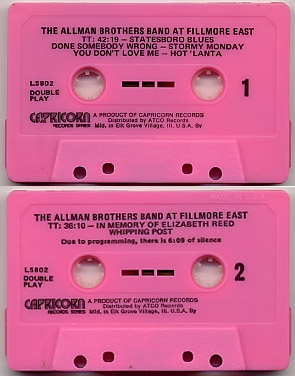 THE ALLMAN BROTHERS BAND AT FILLMORE EAST
TT: 42:19 – STATESBORO BLUES
DONE SOMEBODY WRONG – STORMY MONDAY
YOU DON'T LOVE ME – HOT 'LANTA
L5802
DOUBLE
PLAY
1
CAPRICORN
RECORDS SERIES
A PRODUCT OF CAPRICORN RECORDS
Distributed by ATCO Records
Mfd. in Elk Grove Village, Ill. U.S.A. By
MADE IN U.S.A.
THE ALLMAN BROTHERS BAND AT FILLMORE EAST
TT: 36:10 – IN MEMORY OF ELIZABETH REED
WHIPPING POST
Due to programming, there is 6:09 of silence
L5802
DOUBLE
PLAY
2
CAPRICORN
RECORDS SERIES
A PRODUCT OF CAPRICORN RECORDS
Distributed by ATCO Records
Mfd. in Elk Grove Village, Ill. U.S.A. By